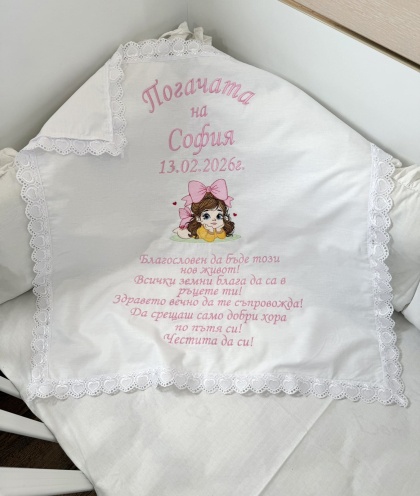 Погачата
на
София
13.02.2026г.
Благословен да бъде този
нов живот!
Всички земни блага да са в
ръцете ти!
Здравето вечно да те съпровожда!
Да срещаш само добри хора
по пътя си!
Честита да си!